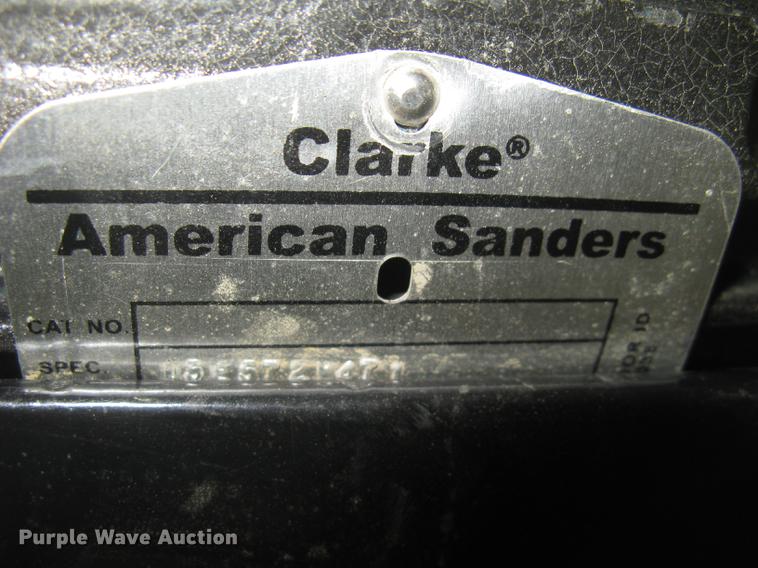 Clarke®
American Sanders
CAT NO.
SPEC.
Purple Wave Auction